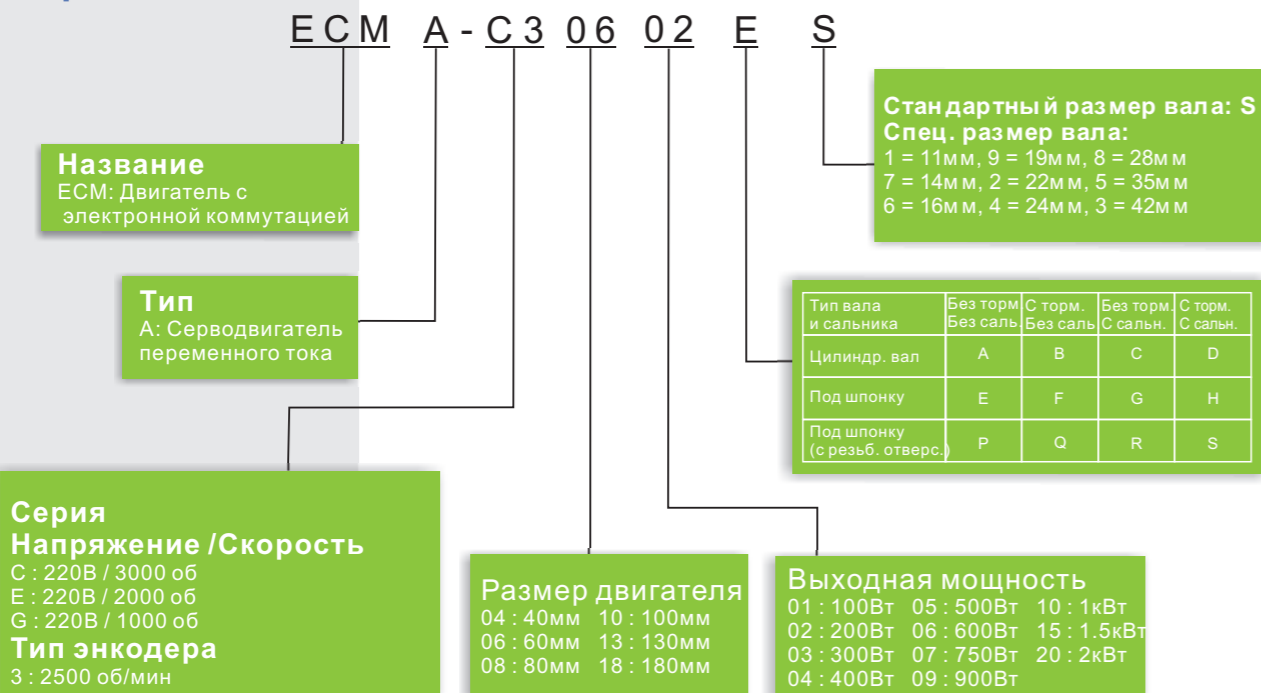 ECM A - C3 06 02 E S
Название
ECM: Двигатель с
электронной коммутацией
Тип
A: Серводвигатель
переменного тока
Серия
Напряжение /Скорость
C : 220В / 3000 об
E : 220В / 2000 об
G : 220В / 1000 об
Тип энкодера
3 : 2500 об/мин
Размер двигателя
04 : 40мм 10 : 100мм
06 : 60мм 13 : 130мм
08 : 80мм 18 : 180мм
Выходная мощность
01 : 100Вт 05 : 500Вт 10 : 1кВт
02 : 200Вт 06 : 600Вт 15 : 1.5кВт
03 : 300Вт 07 : 750Вт 20 : 2кВт
04 : 400Вт 09 : 900Вт
Тип вала Без торм. С торм. Без торм. С торм.
и сальника Без саль. Без саль С сальн. С сальн.
Цилиндр. вал A B C D
Под шпонку E F G H
Под шпонку
(с резьб. отверс.) P Q R S
Стандартный размер вала: S
Спец. размер вала:
1 = 11мм, 9 = 19мм, 8 = 28мм
7 = 14мм, 2 = 22мм, 5 = 35мм
6 = 16мм, 4 = 24мм, 3 = 42мм